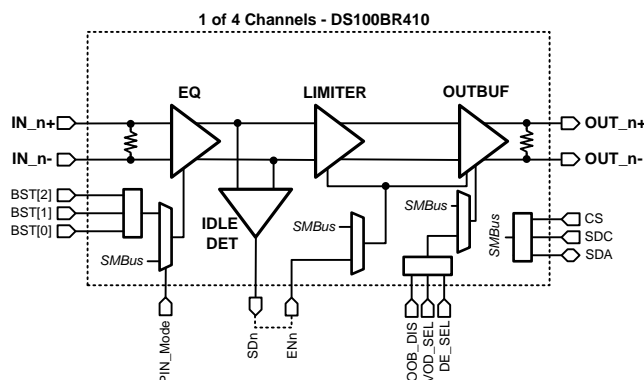 1 of 4 Channels - DS100BR410
EQ
LIMITER
OUTBUF
IN_n+
OUT_n+
IN_n-
OUT_n-
BST[2]
BST[1]
BST[0]
IDLE
DET
SMBus
SMBus
SMBus
SMBus
CS
SDC
SDA
PIN_Mode
SDn
ENn
OOB_DIS
VOD_SEL
DE_SEL